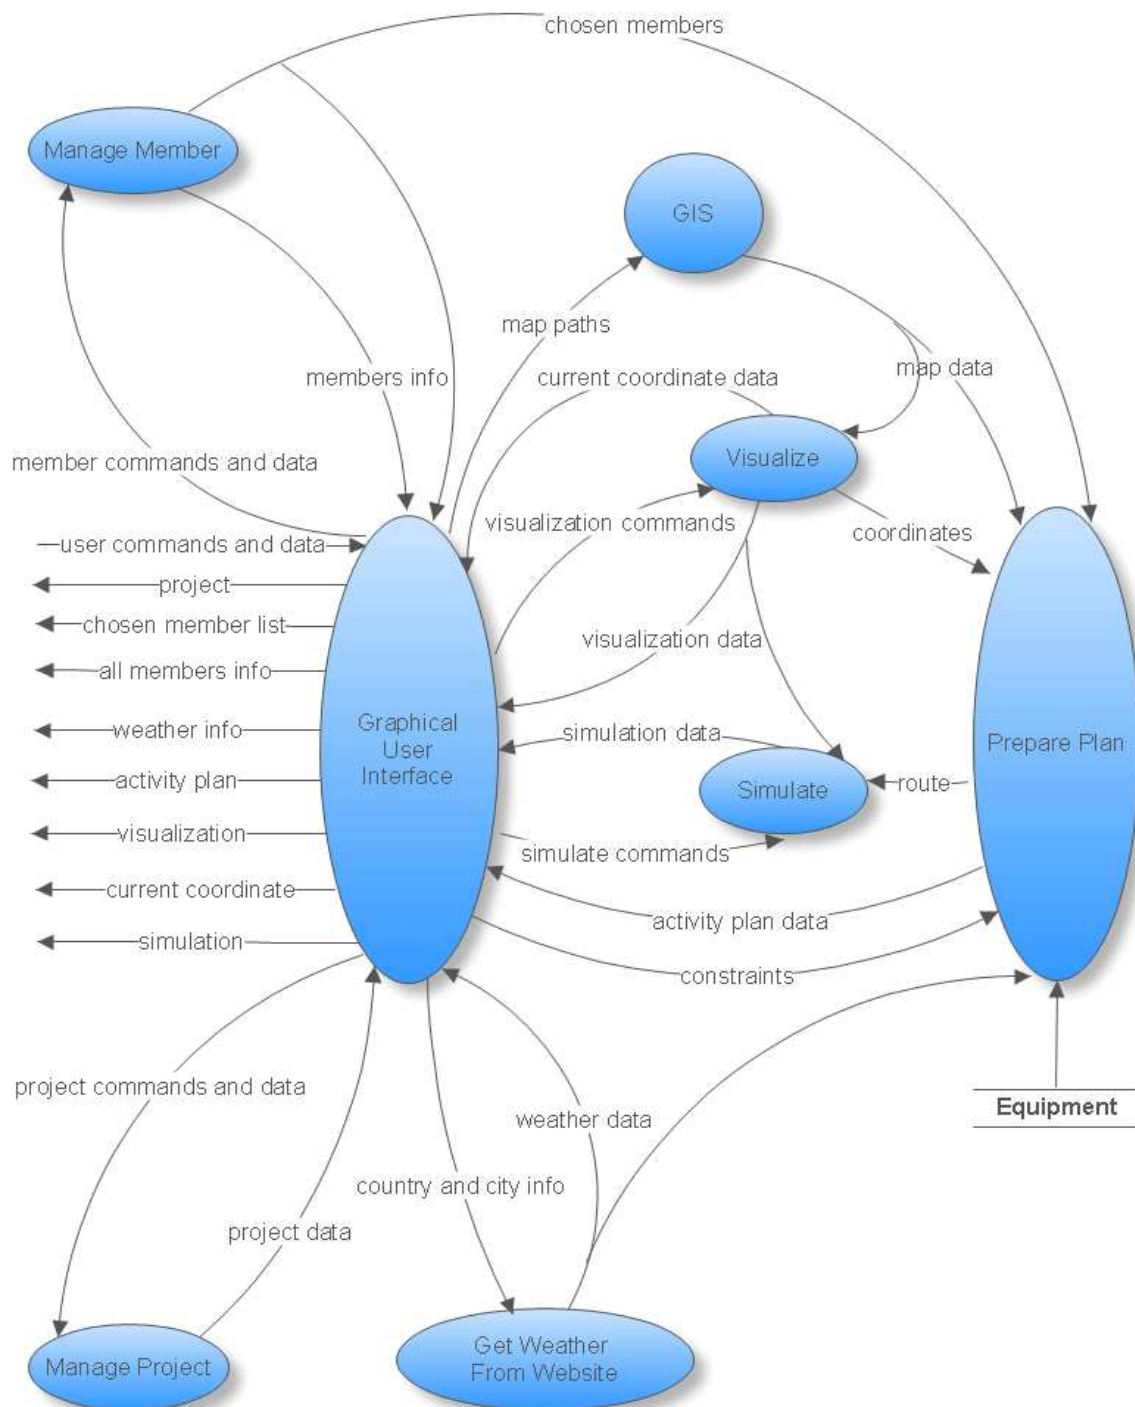 chosen members
Manage Member
GIS
map paths
map data
members info
current coordinate data
Visualize
member commands and data
visualization commands
coordinates
user commands and data
project
chosen member list
all members info
visualization data
weather info
Graphical
User
Interface
simulation data
Prepare Plan
activity plan
Simulate
route
visualization
simulate commands
current coordinate
activity plan data
simulation
constraints
project commands and data
Equipment
weather data
country and city info
project data
Get Weather
From Website
Manage Project